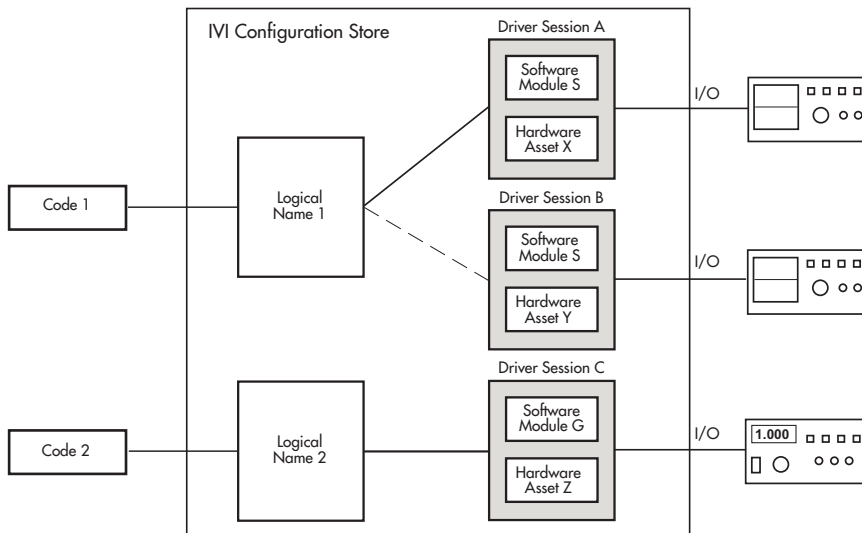 IVI Configuration Store
Driver Session A
Software
Module S
Hardware
Asset X
I/O
Code 1
Logical
Name 1
Driver Session B
Software
Module S
Hardware
Asset Y
I/O
Driver Session C
Software
Module G
Hardware
Asset Z
I/O
1.000
Code 2
Logical
Name 2